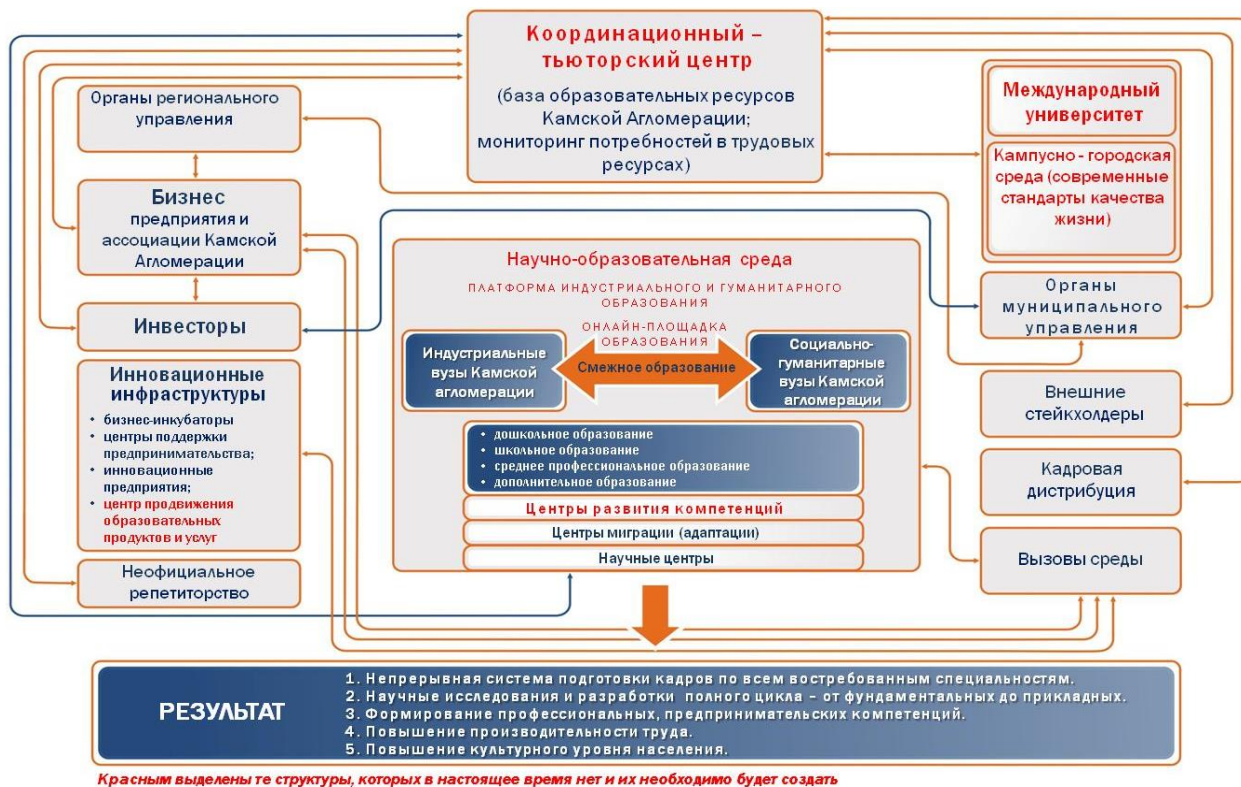 Координационный –
тьюторский центр
(база образовательных ресурсов
Камской Агломерации;
мониторинг потребностей в трудовых
ресурсах)
Органы регионального
управления
Бизнес
предприятия и
ассоциации Камской
Агломерации
Инвесторы
Инновационные
инфраструктуры
• бизнес-инкубаторы
• центры поддержки
предпринимательства;
• инновационные
предприятия;
• центр продвижения
образовательных
продуктов и услуг
Неофициальное
репетиторство
Научно-образовательная среда
ПЛАТФОРМА ИНДУСТРИАЛЬНОГО И ГУМАНИТАРНОГО
ОБРАЗОВАНИЯ
ОНЛАЙН-ПЛОЩАДКА
ОБРАЗОВАНИЯ
Индустриальные
вузы Камской
агломерации
Смежное образование
Социально-
гуманитарные
вузы Камской
агломерации
• дошкольное образование
• школьное образование
• среднее профессиональное образование
• дополнительное образование
Центры развития компетенций
Центры миграции (адаптации)
Научные центры
Международный
университет
Кампусно - городская
среда (современные
стандарты качества
жизни)
Органы
муниципального
управления
Внешние
стейкхолдеры
Кадровая
дистрибуция
Вызовы среды
РЕЗУЛЬТАТ
1. Непрерывная система подготовки кадров по всем востребованным специальностям.
2. Научные исследования и разработки полного цикла – от фундаментальных до прикладных.
3. Формирование профессиональных, предпринимательских компетенций.
4. Повышение производительности труда.
5. Повышение культурного уровня населения.
Красным выделены те структуры, которых в настоящее время нет и их необходимо будет создать